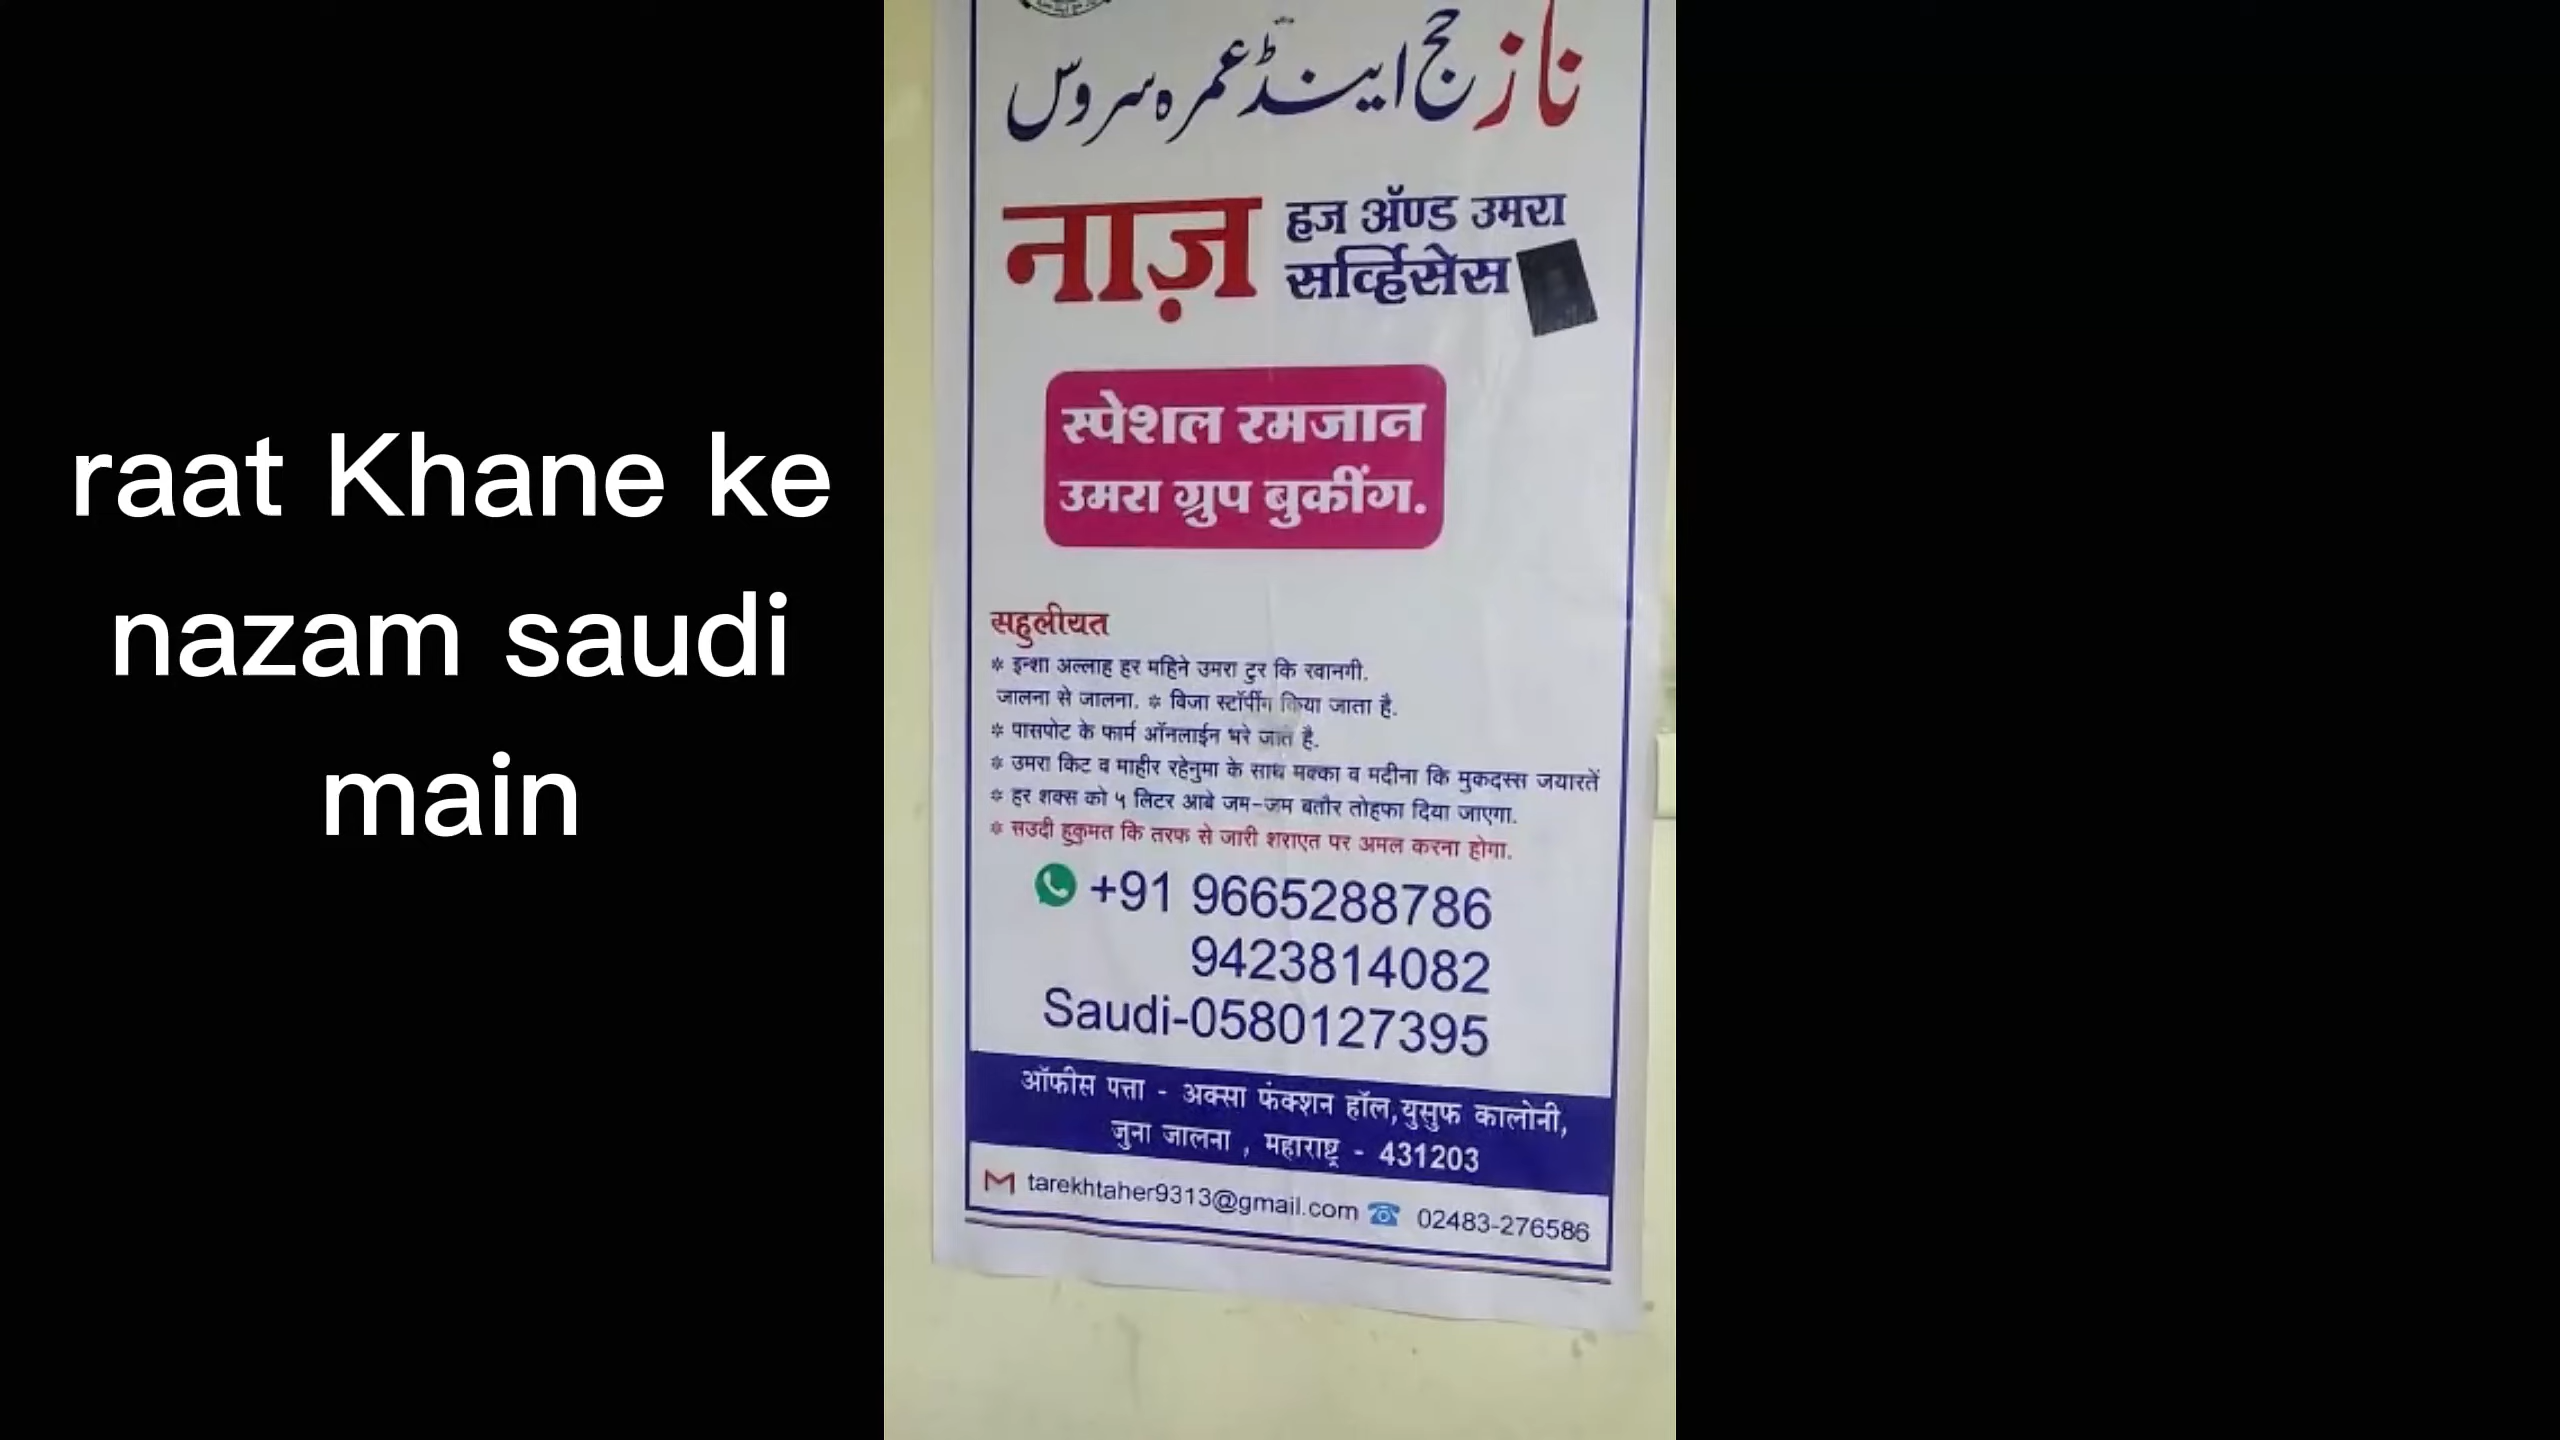 raat Khane ke
nazam saudi
main
ناز حج اینڈ عمرہ سروس
नाज़ हज ॲण्ड उमरा
सर्व्हिसेस
स्पेशल रमजान
उमरा ग्रुप बुकींग.
सहुलीयत
* इन्शा अल्लाह हर महिने उमरा टुर कि रवानगी.
जालना से जालना. * विजा स्टॉपींग किया जाता है.
* पासपोट के फार्म ऑनलाईन भरे जाते है.
* उमरा किट व माहीर रहेनुमा के साथ मक्का व मदीना कि मुकदस्स जयारतें
* हर शक्स को ५ लिटर आबे जम-जम बतौर तोहफा दिया जाएगा.
* सउदी हुकुमत कि तरफ से जारी शराएत पर अमल करना होगा.
+91 9665288786
9423814082
Saudi-0580127395
ऑफीस पत्ता - अक्सा फंक्शन हॉल,युसुफ कालोनी,
जुना जालना , महाराष्ट्र - 431203
tarekhtaher9313@gmail.com 02483-276586